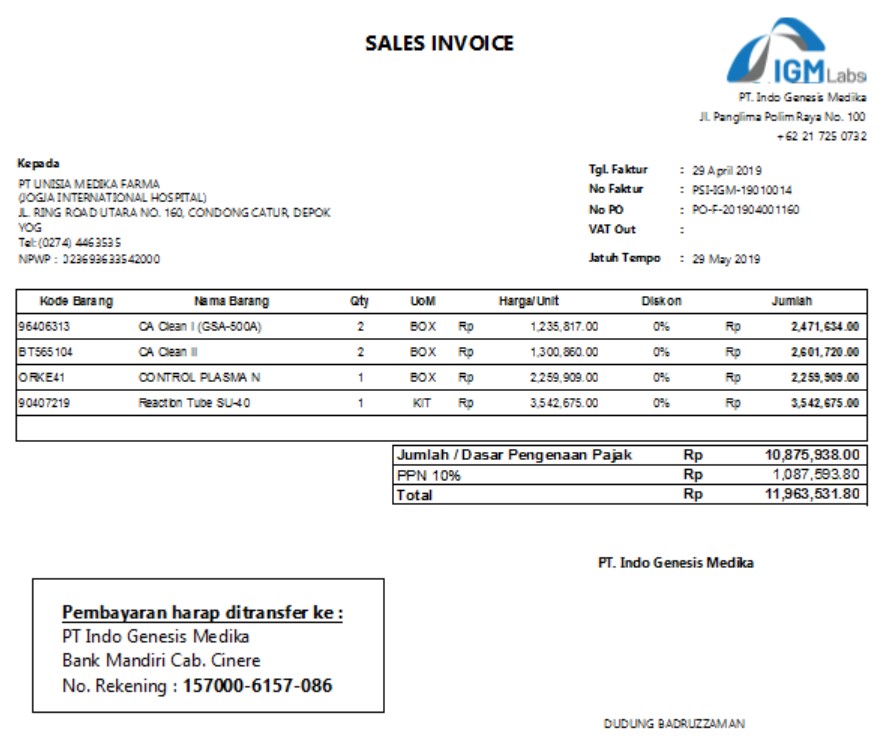 SALES INVOICE
IGM Labs
PT. Indo Genesis Medika
Jl. Panglima Polim Raya No. 100
+62 21 725 0732
Kepada
PT UNISIA MEDIKA FARMA
(JOGJA INTERNATIONAL HOSPITAL)
JL. RING ROAD UTARA NO. 160, CONDONG CATUR, DEPOK
YOG
Tel: (0274) 4463535
NPWP : 023693633542000
Tgl. Faktur : 29 April 2019
No Faktur : PSI-IGM-19010014
No PO : PO-F-201904001160
VAT Out :
Jatuh Tempo : 29 May 2019
Kode Barang Nama Barang Qty UoM Harga/Unit Diskon Jumlah
96406313 CA Clean I (GSA-500A) 2 BOX Rp 1,235,817.00 0% Rp 2,471,634.00
BT565104 CA Clean II 2 BOX Rp 1,300,860.00 0% Rp 2,601,720.00
ORKE41 CONTROL PLASMA N 1 BOX Rp 2,259,909.00 0% Rp 2,259,909.00
90407219 Reaction Tube SU-40 1 KIT Rp 3,542,675.00 0% Rp 3,542,675.00
Jumlah / Dasar Pengenaan Pajak Rp 10,875,938.00
PPN 10% Rp 1,087,593.80
Total Rp 11,963,531.80
PT. Indo Genesis Medika
Pembayaran harap ditransfer ke :
PT Indo Genesis Medika
Bank Mandiri Cab. Cinere
No. Rekening : 157000-6157-086
DUDUNG BADRUZZAMAN